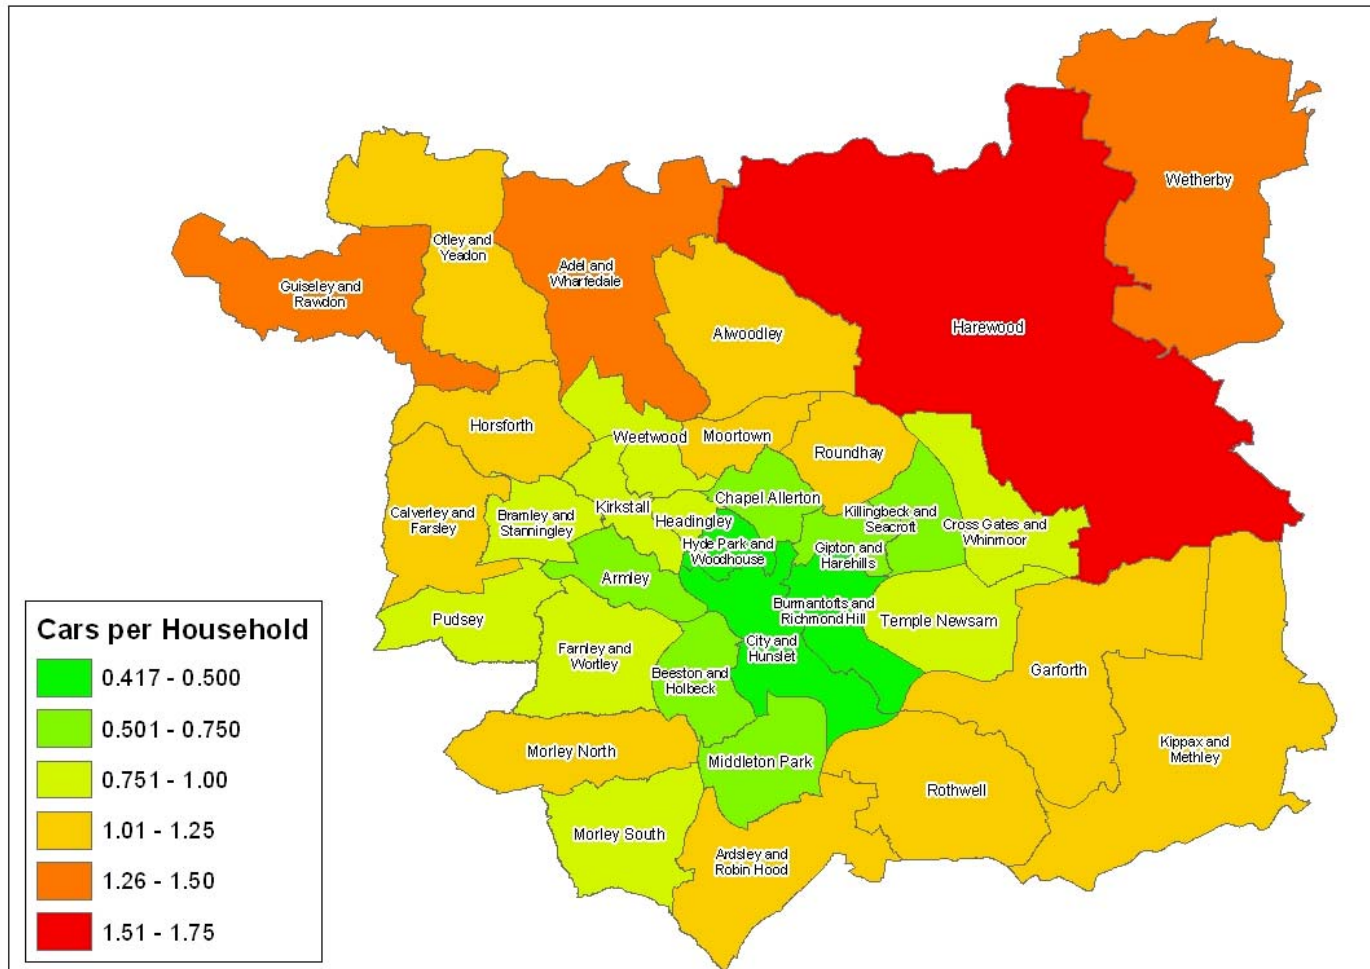 Wetherby
Otley and
Yeadon
Adel and
Wharfedale
Guiseley and
Rawdon
Harewood
Alwoodley
Horsforth
Weetwood
Moortown
Roundhay
Chapel Allerton
Kirkstall
Headingley
Calverley and
Farsley
Bramley and
Stanningley
Killingbeck and
Seacroft
Cross Gates and
Whinmoor
Hyde Park and
Woodhouse
Gipton and
Harehills
Armley
Burmantofts and
Richmond Hill
Temple Newsam
Pudsey
Farnley and
Wortley
City and
Hunslet
Beeston and
Holbeck
Garforth
Morley North
Middleton Park
Kippax and
Methley
Rothwell
Morley South
Ardsley and
Robin Hood
Cars per Household
0.417 - 0.500
0.501 - 0.750
0.751 - 1.00
1.01 - 1.25
1.26 - 1.50
1.51 - 1.75